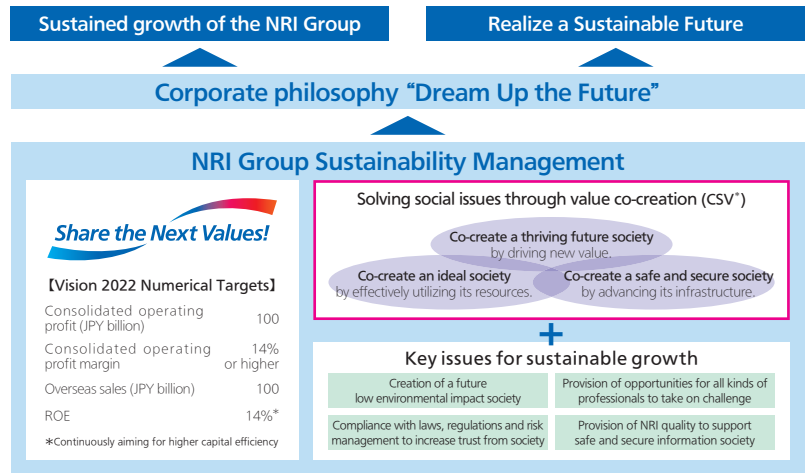 Sustained growth of the NRI Group
Realize a Sustainable Future
Corporate philosophy “Dream Up the Future”
NRI Group Sustainability Management
Share the Next Values!
【Vision 2022 Numerical Targets】
Consolidated operating
profit (JPY billion) 100
Consolidated operating 14%
profit margin or higher
Overseas sales (JPY billion) 100
ROE 14%*
*Continuously aiming for higher capital efficiency
Solving social issues through value co-creation (CSV*)
Co-create a thriving future society
by driving new value.
Co-create an ideal society
by effectively utilizing its resources.
Co-create a safe and secure society
by advancing its infrastructure.
+
Key issues for sustainable growth
Creation of a future
low environmental impact society
Provision of opportunities for all kinds of
professionals to take on challenge
Compliance with laws, regulations and risk
management to increase trust from society
Provision of NRI quality to support
safe and secure information society